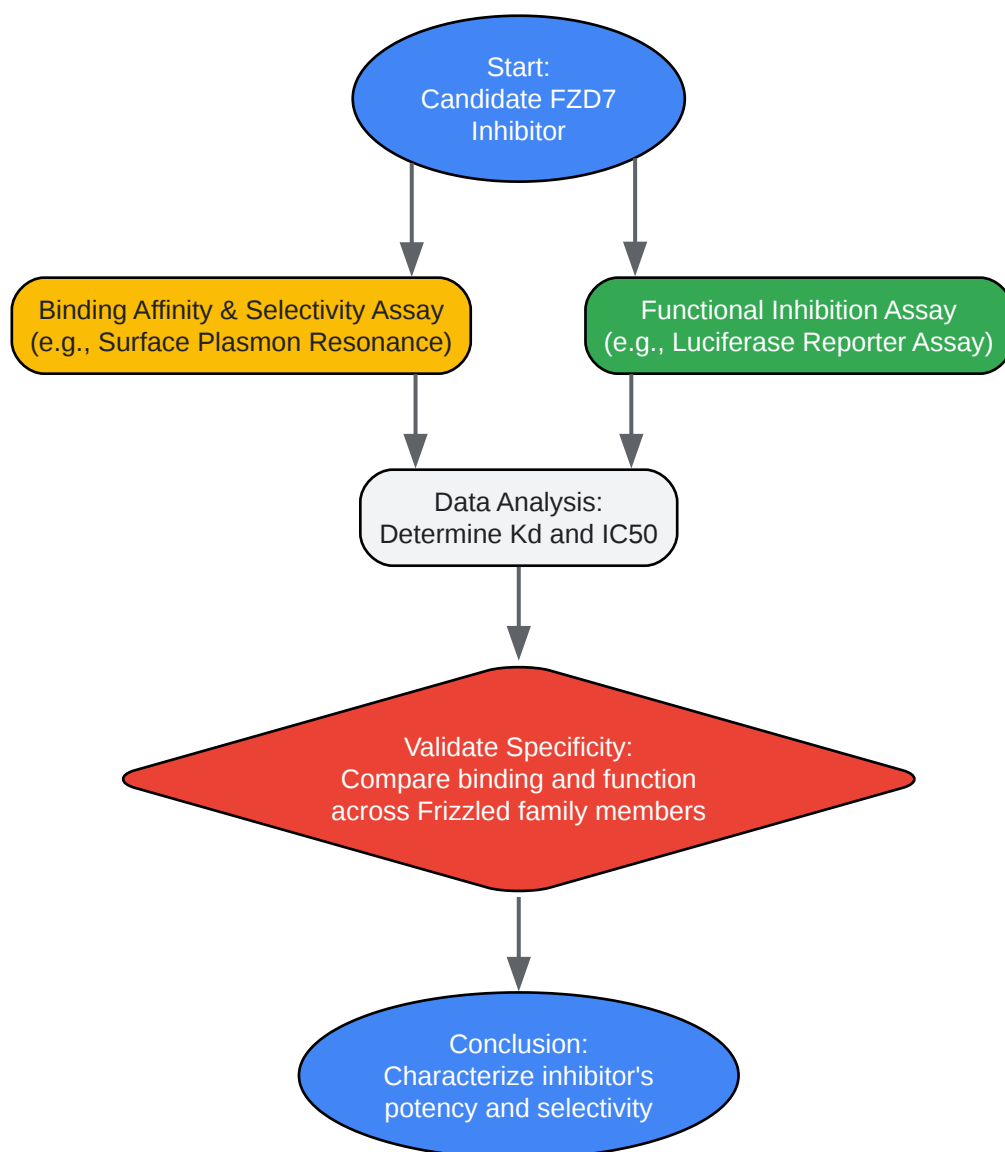 Start:
Candidate FZD7
Inhibitor
Binding Affinity & Selectivity Assay
(e.g., Surface Plasmon Resonance)
Functional Inhibition Assay
(e.g., Luciferase Reporter Assay)
Data Analysis:
Determine Kd and IC50
Validate Specificity:
Compare binding and function
across Frizzled family members
Conclusion:
Characterize inhibitor's
potency and selectivity